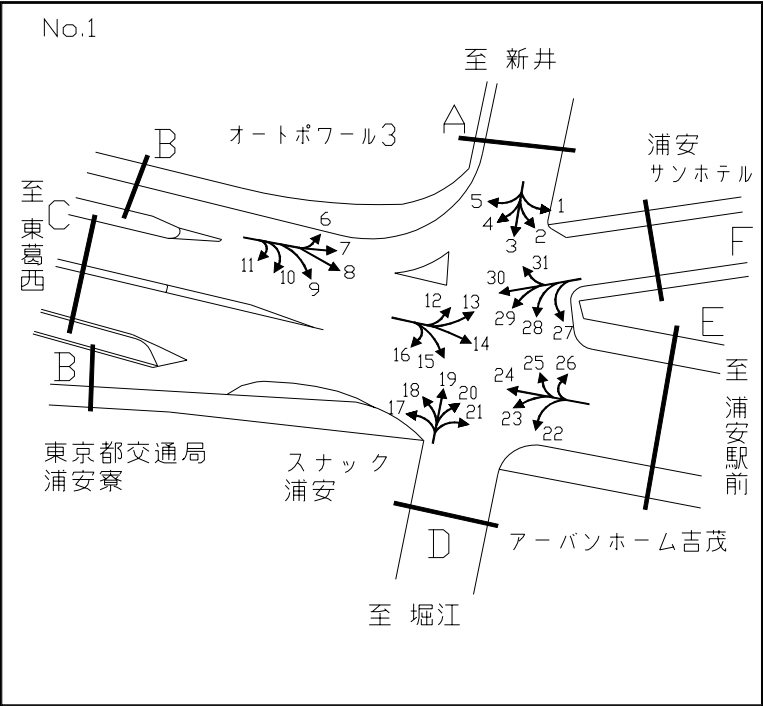 No.1
至 新井
A
オートポワール3
B
浦安
サンホテル
至 東葛西
C
F
6
7
8
9
10
11
5
4
3
2
1
31
30
29
28
27
12
13
14
15
16
E
至 浦安駅前
B
17
18
19
20
21
24
25
26
23
22
東京都交通局
浦安寮
スナック
浦安
D
アーバンホーム吉茂
至 堀江